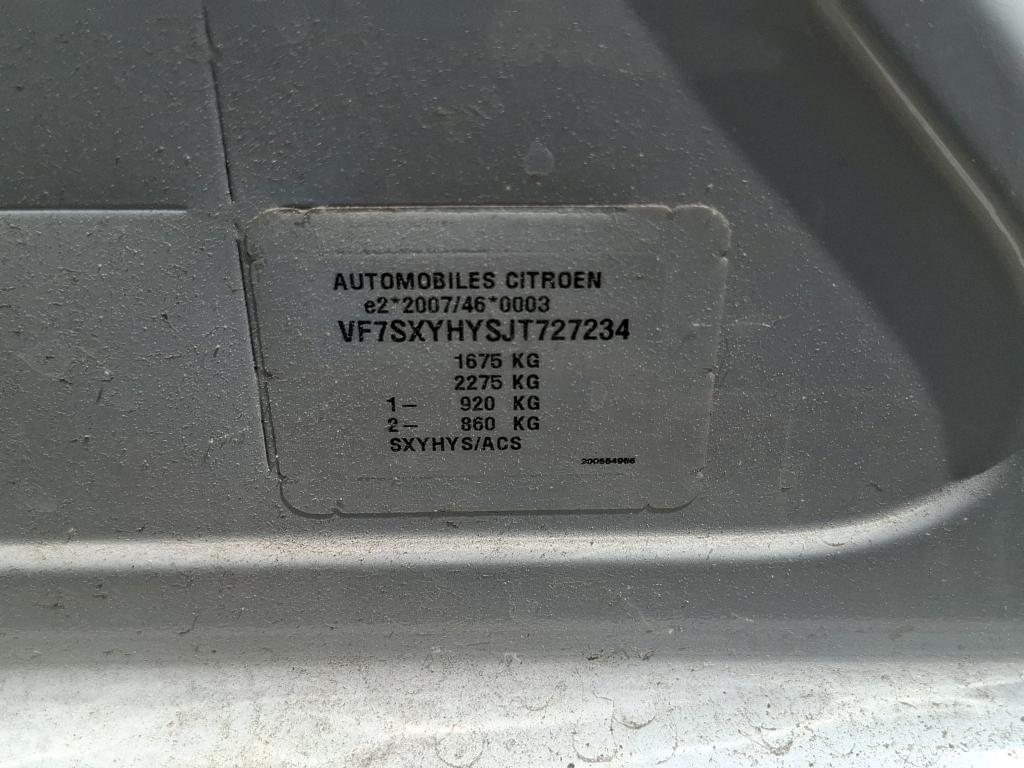 AUTOMOBILES CITROEN
e2*2007/46*0003
VF7SXYHYSJT727234
1675 KG
2275 KG
1- 920 KG
2- 860 KG
SXYHYS/ACS